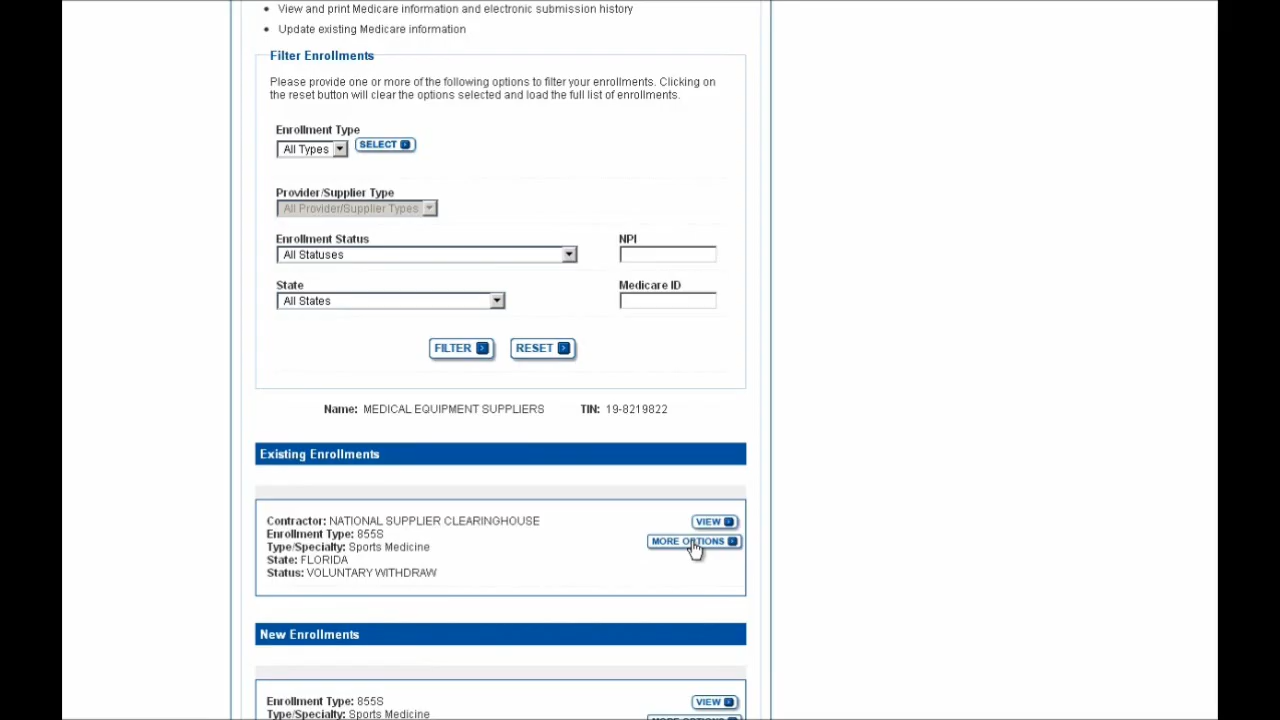 • View and print Medicare information and electronic submission history
• Update existing Medicare information
Filter Enrollments
Please provide one or more of the following options to filter your enrollments. Clicking on
the reset button will clear the options selected and load the full list of enrollments.
Enrollment Type
All Types
SELECT
Provider/Supplier Type
All Provider/Supplier Types
Enrollment Status
NPI
All Statuses
State
Medicare ID
All States
FILTER
RESET
Name: MEDICAL EQUIPMENT SUPPLIERS TIN: 19-8219822
Existing Enrollments
Contractor: NATIONAL SUPPLIER CLEARINGHOUSE
VIEW
Enrollment Type: 855S
MORE OPTIONS
Type/Specialty: Sports Medicine
State: FLORIDA
Status: VOLUNTARY WITHDRAW
New Enrollments
Enrollment Type: 855S
VIEW
Type/Specialty: Sports Medicine
MORE OPTIONS